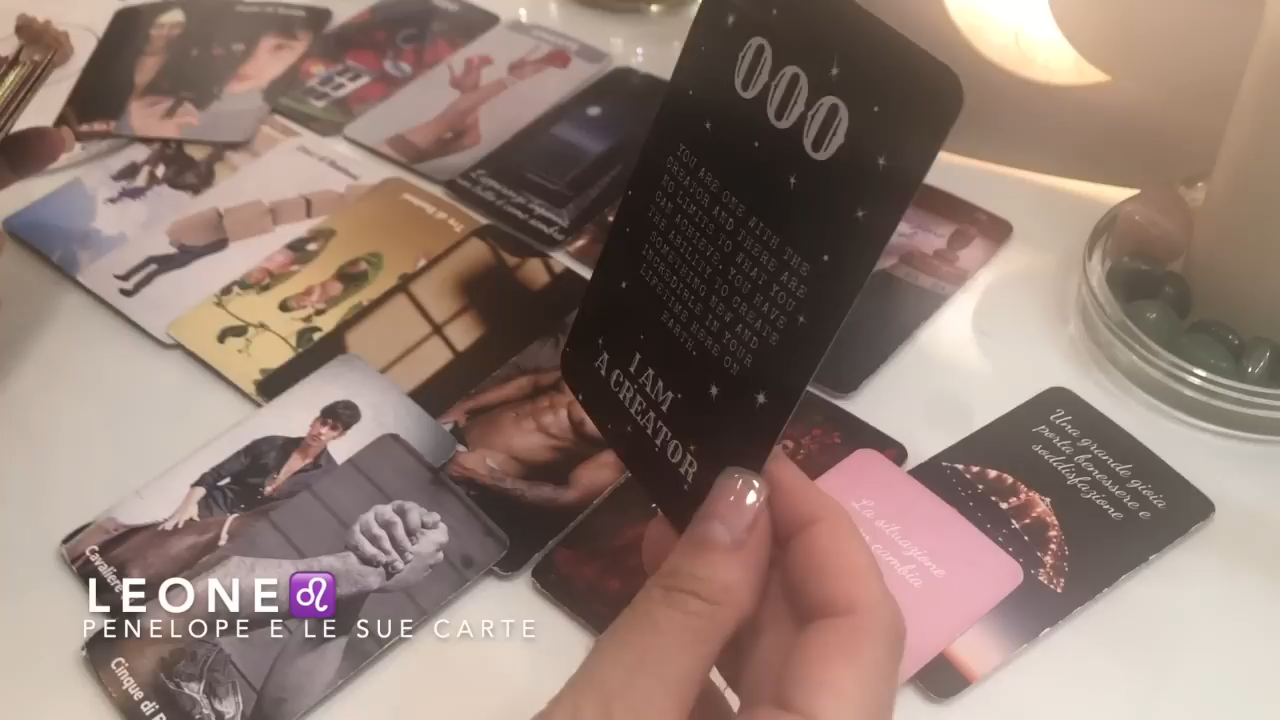 000
YOU ARE ONE WITH THE
CREATOR AND THERE ARE
NO LIMITS TO WHAT YOU
CAN ACHIEVE. YOU HAVE
THE ABILITY TO CREATE
SOMETHING NEW AND
INCREDIBLE IN YOUR
LIFETIME HERE ON
EARTH.
I AM
A CREATOR
Una grande gioia
porta benessere e
soddisfazione
La situazione
cambia
Cavaliere
Cinque di
LEONE♌
PENELOPE E LE SUE CARTE